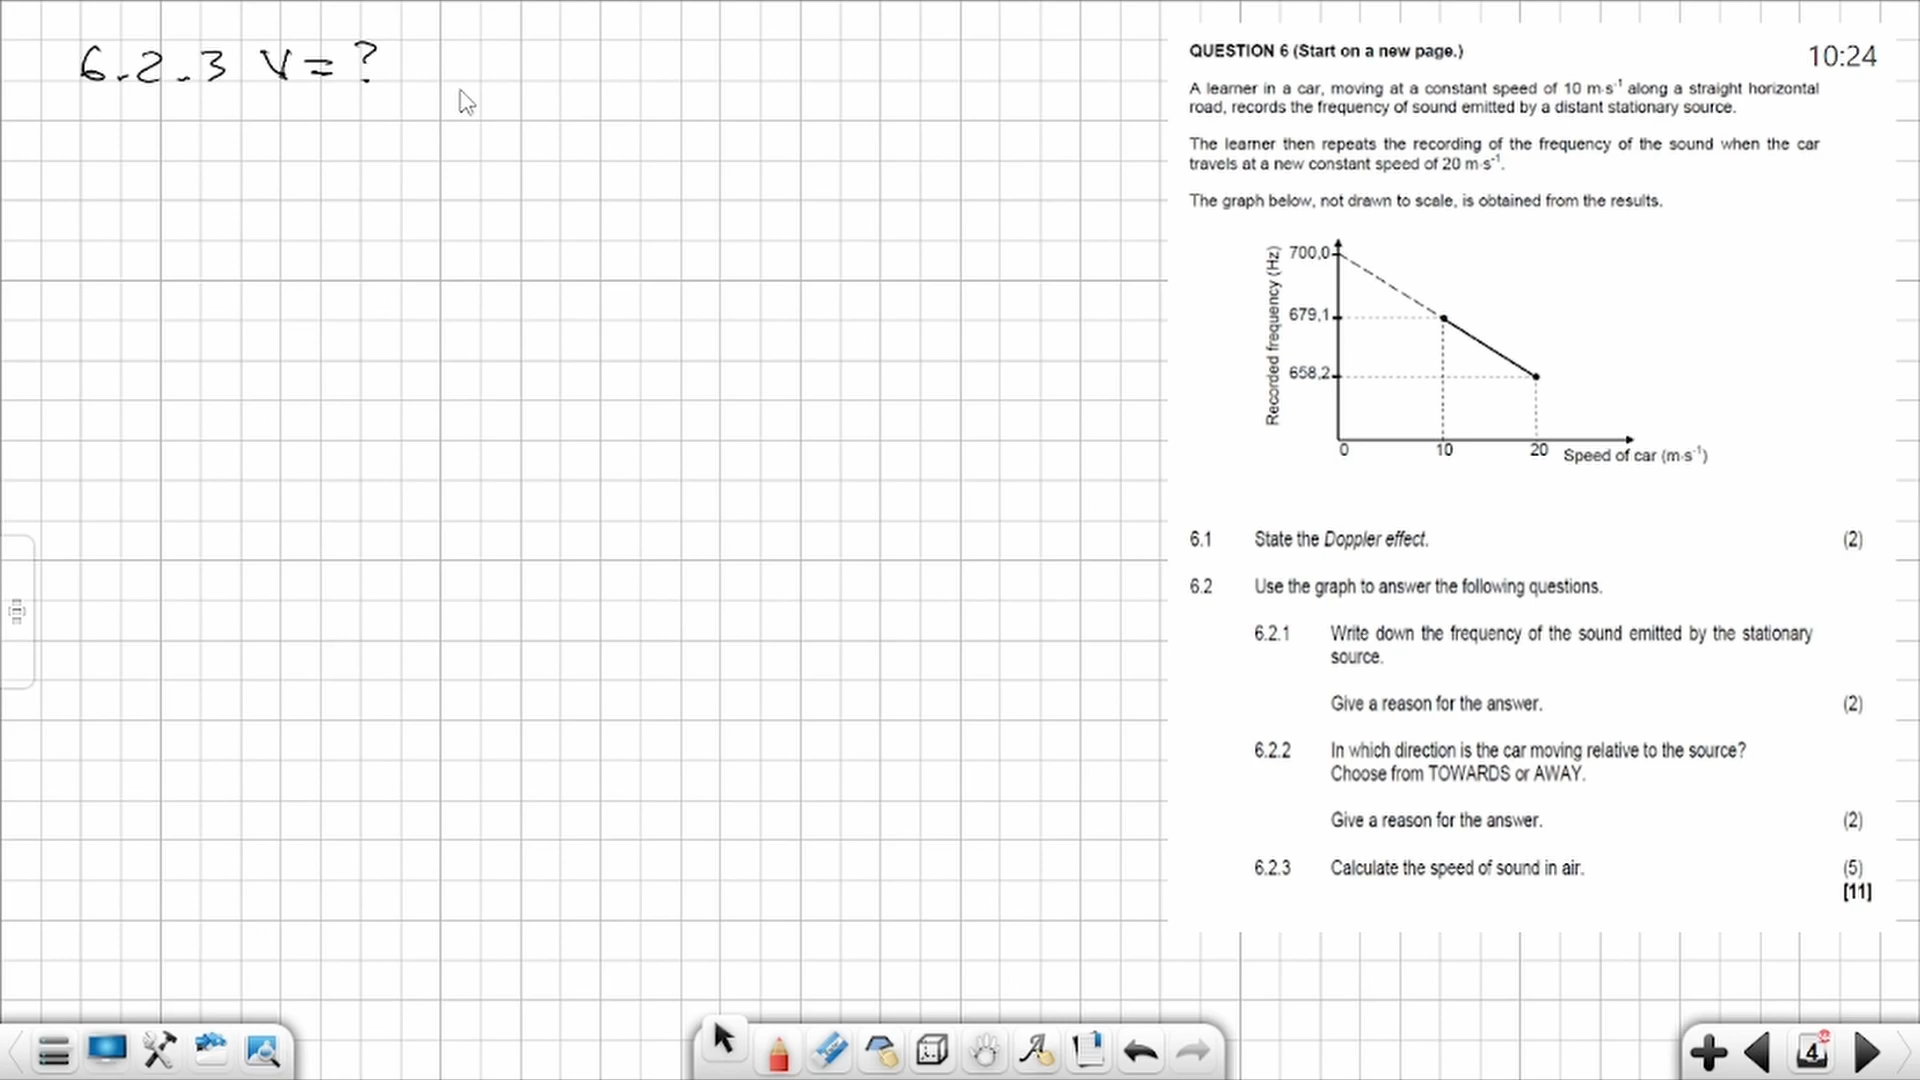 6.2.3 V = ?
QUESTION 6 (Start on a new page.)
10:24
A learner in a car, moving at a constant speed of 10 m·s⁻¹ along a straight horizontal
road, records the frequency of sound emitted by a distant stationary source.
The learner then repeats the recording of the frequency of the sound when the car
travels at a new constant speed of 20 m·s⁻¹.
The graph below, not drawn to scale, is obtained from the results.
Recorded frequency (Hz)
700,0
679,1
658,2
0 10 20 Speed of car (m·s⁻¹)
6.1 State the Doppler effect. (2)
6.2 Use the graph to answer the following questions.
6.2.1 Write down the frequency of the sound emitted by the stationary
source.
Give a reason for the answer. (2)
6.2.2 In which direction is the car moving relative to the source?
Choose from TOWARDS or AWAY.
Give a reason for the answer. (2)
6.2.3 Calculate the speed of sound in air. (5)
[11]
4